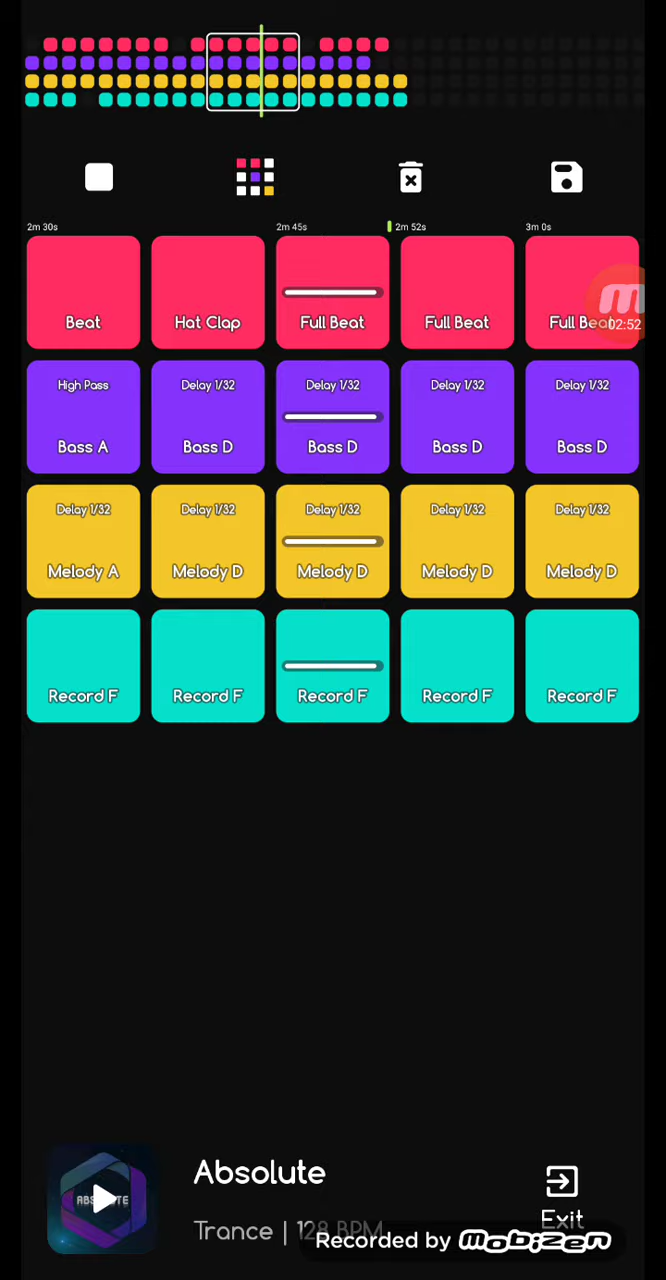 2m 30s 2m 45s 2m 52s 3m 0s
Beat Hat Clap Full Beat Full Beat Full Beat
02:52
High Pass Delay 1/32 Delay 1/32 Delay 1/32 Delay 1/32
Bass A Bass D Bass D Bass D Bass D
Delay 1/32 Delay 1/32 Delay 1/32 Delay 1/32 Delay 1/32
Melody A Melody D Melody D Melody D Melody D
Record F Record F Record F Record F Record F
Absolute
ABSOLUTE
Exit
Trance | 128 BPM
Recorded by mobizen